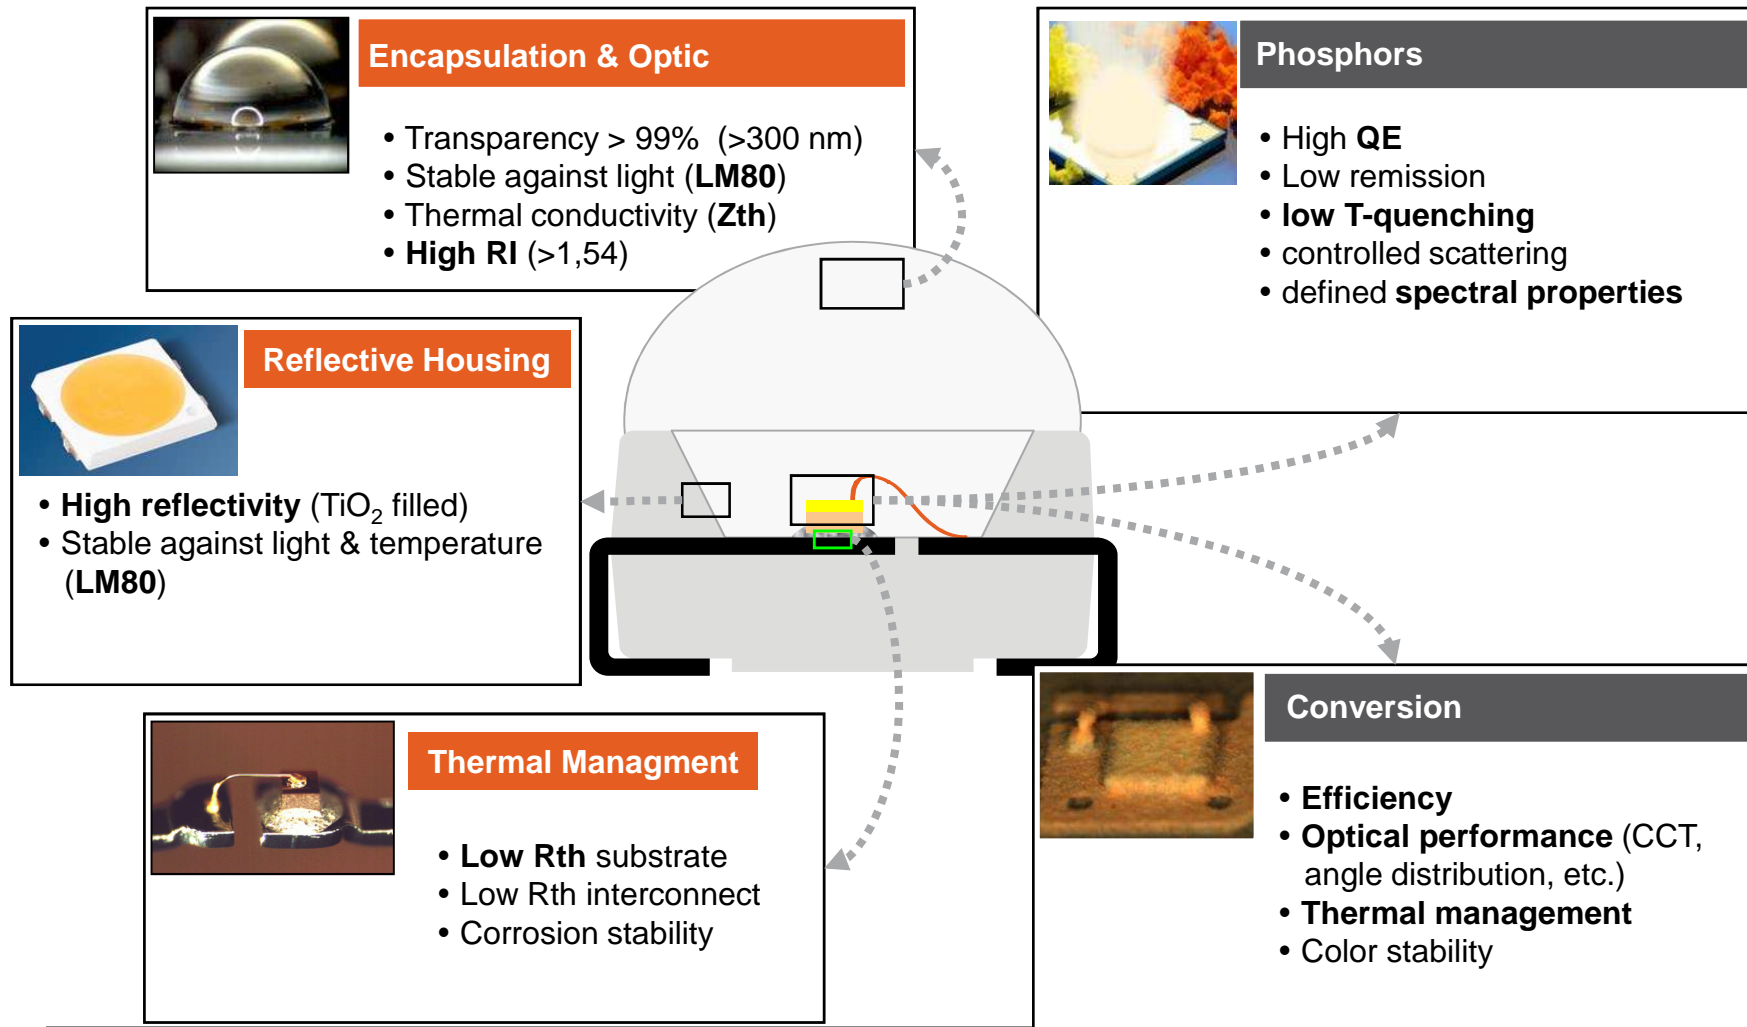 Encapsulation & Optic
• Transparency > 99%  (>300 nm)
• Stable against light (LM80)
• Thermal conductivity (Zth)
• High RI (>1,54)
Phosphors
• High QE
• Low remission
• low T-quenching
• controlled scattering
• defined spectral properties
Reflective Housing
• High reflectivity (TiO₂ filled)
• Stable against light & temperature
(LM80)
Thermal Managment
• Low Rth substrate
• Low Rth interconnect
• Corrosion stability
Conversion
• Efficiency
• Optical performance (CCT,
angle distribution, etc.)
• Thermal management
• Color stability